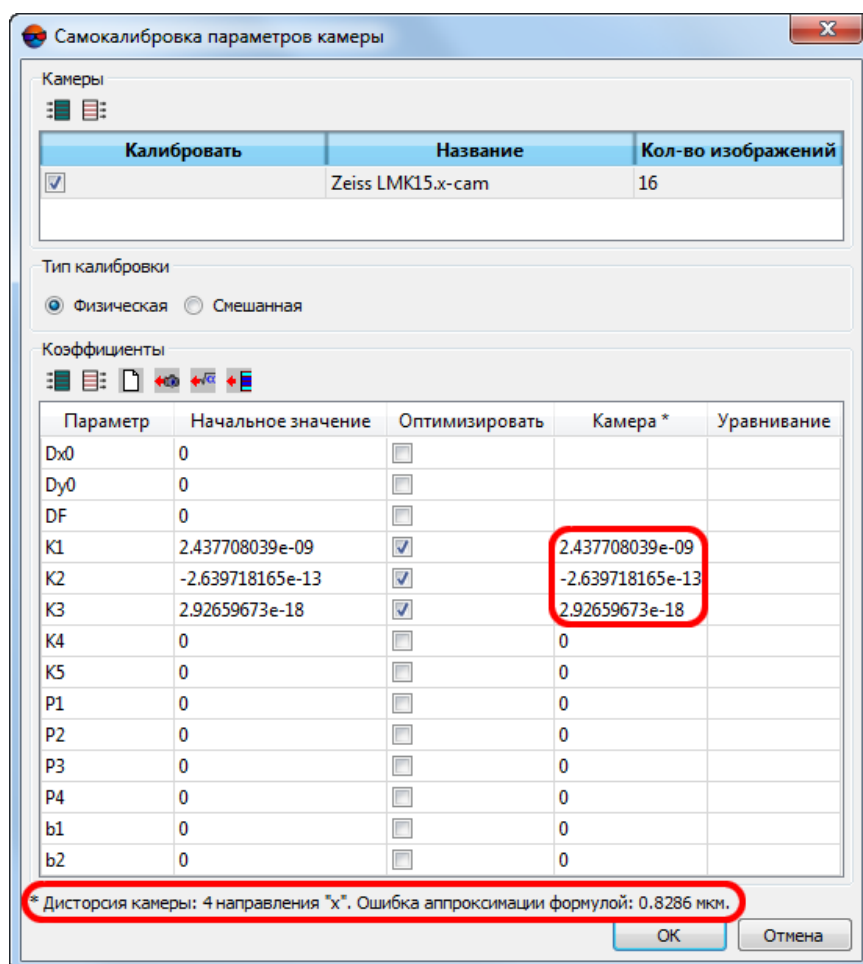 Самокалибровка параметров камеры
Камеры
Калибровать Название Кол-во изображений
Zeiss LMK15.x-cam 16
Тип калибровки
Физическая Смешанная
Коэффициенты
Параметр Начальное значение Оптимизировать Камера * Уравнивание
Dx0 0
Dy0 0
DF 0
K1 2.437708039e-09 2.437708039e-09
K2 -2.639718165e-13 -2.639718165e-13
K3 2.92659673e-18 2.92659673e-18
K4 0 0
K5 0 0
P1 0 0
P2 0 0
P3 0 0
P4 0 0
b1 0 0
b2 0 0
* Дисторсия камеры: 4 направления "x". Ошибка аппроксимации формулой: 0.8286 мкм.
OK Отмена